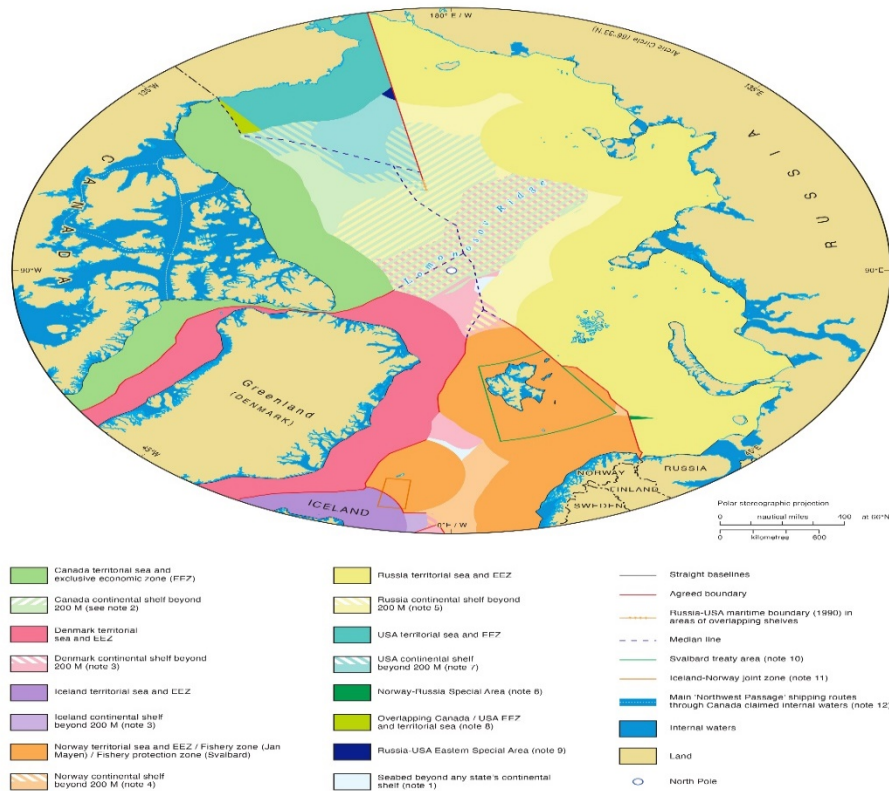 180° E / W
Arctic Circle (66°33'N)
135°W
135°E
CANADA
RUSSIA
Lomonosov Ridge
90°W
90°E
Greenland
(DENMARK)
45°W
NORWAY
RUSSIA
FINLAND
SWEDEN
ICELAND
0°E / W
Polar stereographic projection
0 nautical miles 400 at 66°N
0 kilometres 600
Canada territorial sea and
exclusive economic zone (EEZ)
Canada continental shelf beyond
200 M (see note 2)
Denmark territorial
sea and EEZ
Denmark continental shelf beyond
200 M (note 3)
Iceland territorial sea and EEZ
Iceland continental shelf
beyond 200 M (note 3)
Norway territorial sea and EEZ / Fishery zone (Jan
Mayen) / Fishery protection zone (Svalbard)
Norway continental shelf
beyond 200 M (note 4)
Russia territorial sea and EEZ
Russia continental shelf beyond
200 M (note 5)
USA territorial sea and EEZ
USA continental shelf
beyond 200 M (note 7)
Norway-Russia Special Area (note 8)
Overlapping Canada / USA EEZ
and territorial sea (note 8)
Russia-USA Eastern Special Area (note 9)
Seabed beyond any state's continental
shelf (note 1)
Straight baselines
Agreed boundary
Russia-USA maritime boundary (1990) in
areas of overlapping shelves
Median line
Svalbard treaty area (note 10)
Iceland-Norway joint zone (note 11)
Main 'Northwest Passage' shipping routes
through Canada claimed internal waters (note 12)
Internal waters
Land
North Pole